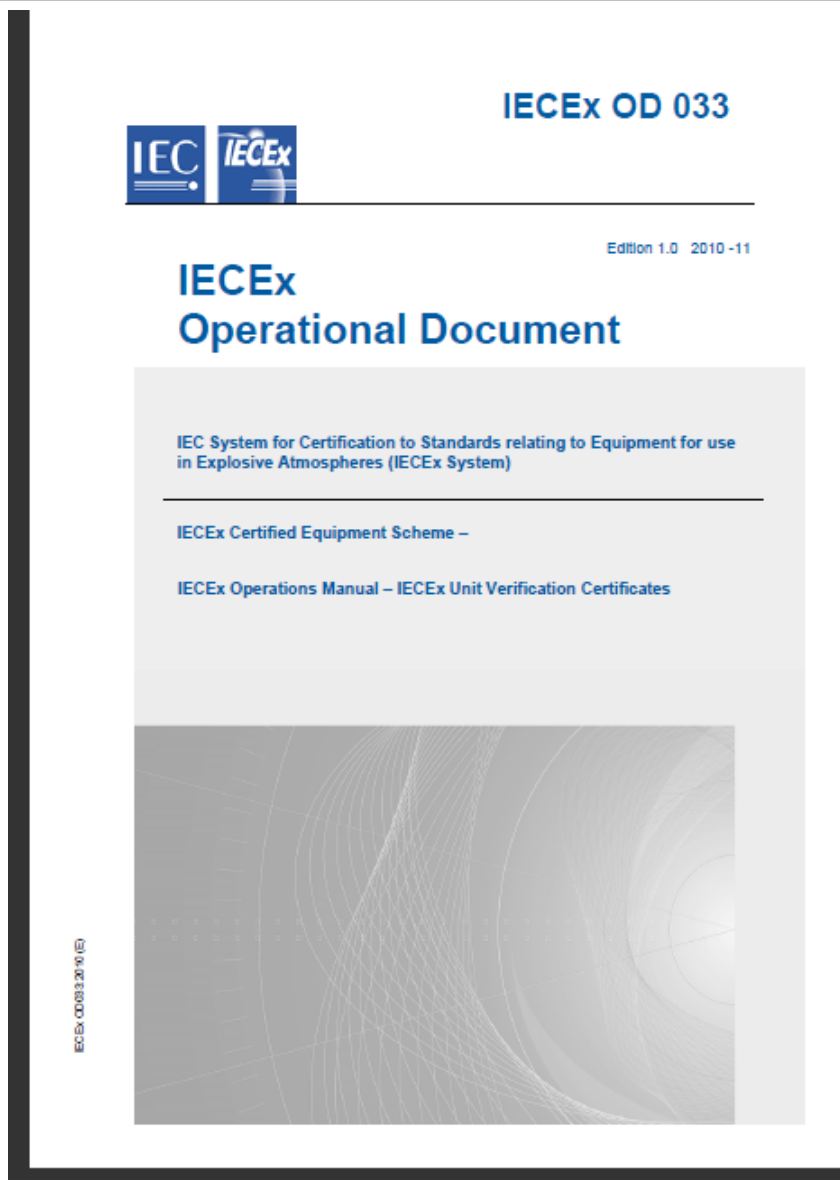 IECEx OD 033
IEC
IECEx
Edition 1.0 2010 -11
IECEx
Operational Document
IEC System for Certification to Standards relating to Equipment for use
in Explosive Atmospheres (IECEx System)
IECEx Certified Equipment Scheme –
IECEx Operations Manual – IECEx Unit Verification Certificates
IECEx OD033:2010 (E)